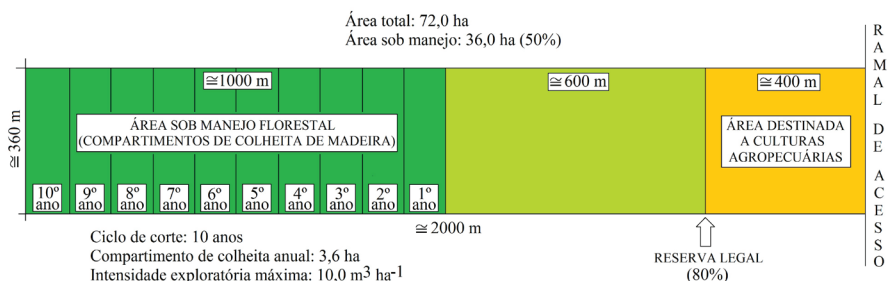 Área total: 72,0 ha
Área sob manejo: 36,0 ha (50%)
≅1000 m
≅600 m
≅400 m
≅360 m
ÁREA SOB MANEJO FLORESTAL
(COMPARTIMENTOS DE COLHEITA DE MADEIRA)
ÁREA DESTINADA
A CULTURAS
AGROPECUÁRIAS
10º ano
9º ano
8º ano
7º ano
6º ano
5º ano
4º ano
3º ano
2º ano
1º ano
≅2000 m
RAMAL DE ACESSO
RESERVA LEGAL
(80%)
Ciclo de corte: 10 anos
Compartimento de colheita anual: 3,6 ha
Intensidade exploratória máxima: 10,0 m³ ha⁻¹